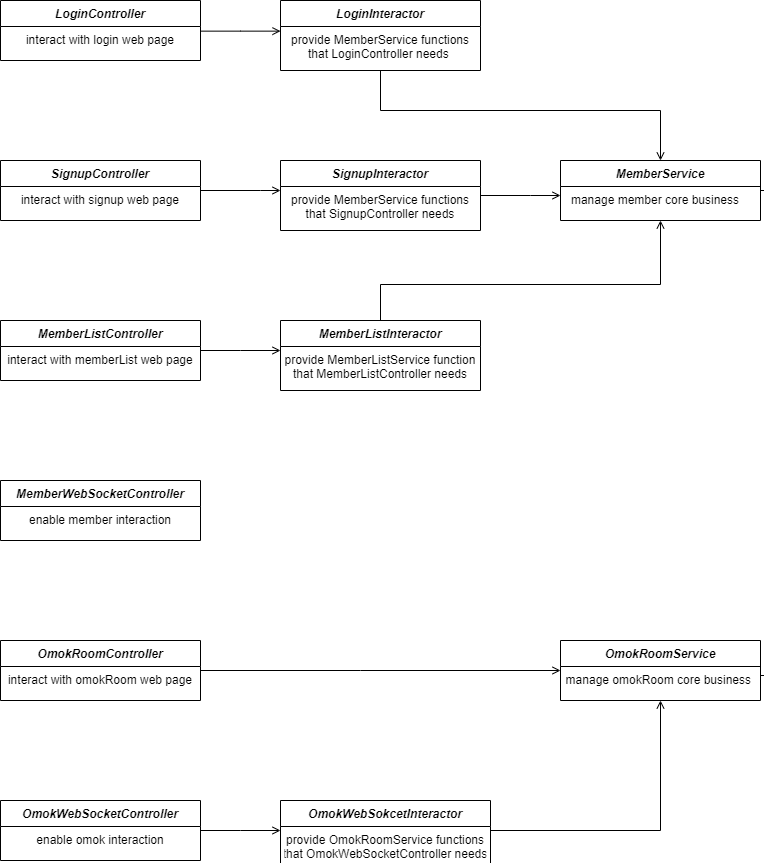 LoginController
interact with login web page
LoginInteractor
provide MemberService functions
that LoginController needs
SignupController
interact with signup web page
SignupInteractor
provide MemberService functions
that SignupController needs
MemberService
manage member core business
MemberListController
interact with memberList web page
MemberListInteractor
provide MemberListService function
that MemberListController needs
MemberWebSocketController
enable member interaction
OmokRoomController
interact with omokRoom web page
OmokRoomService
manage omokRoom core business
OmokWebSocketController
enable omok interaction
OmokWebSokcetInteractor
provide OmokRoomService functions
that OmokWebSocketController needs